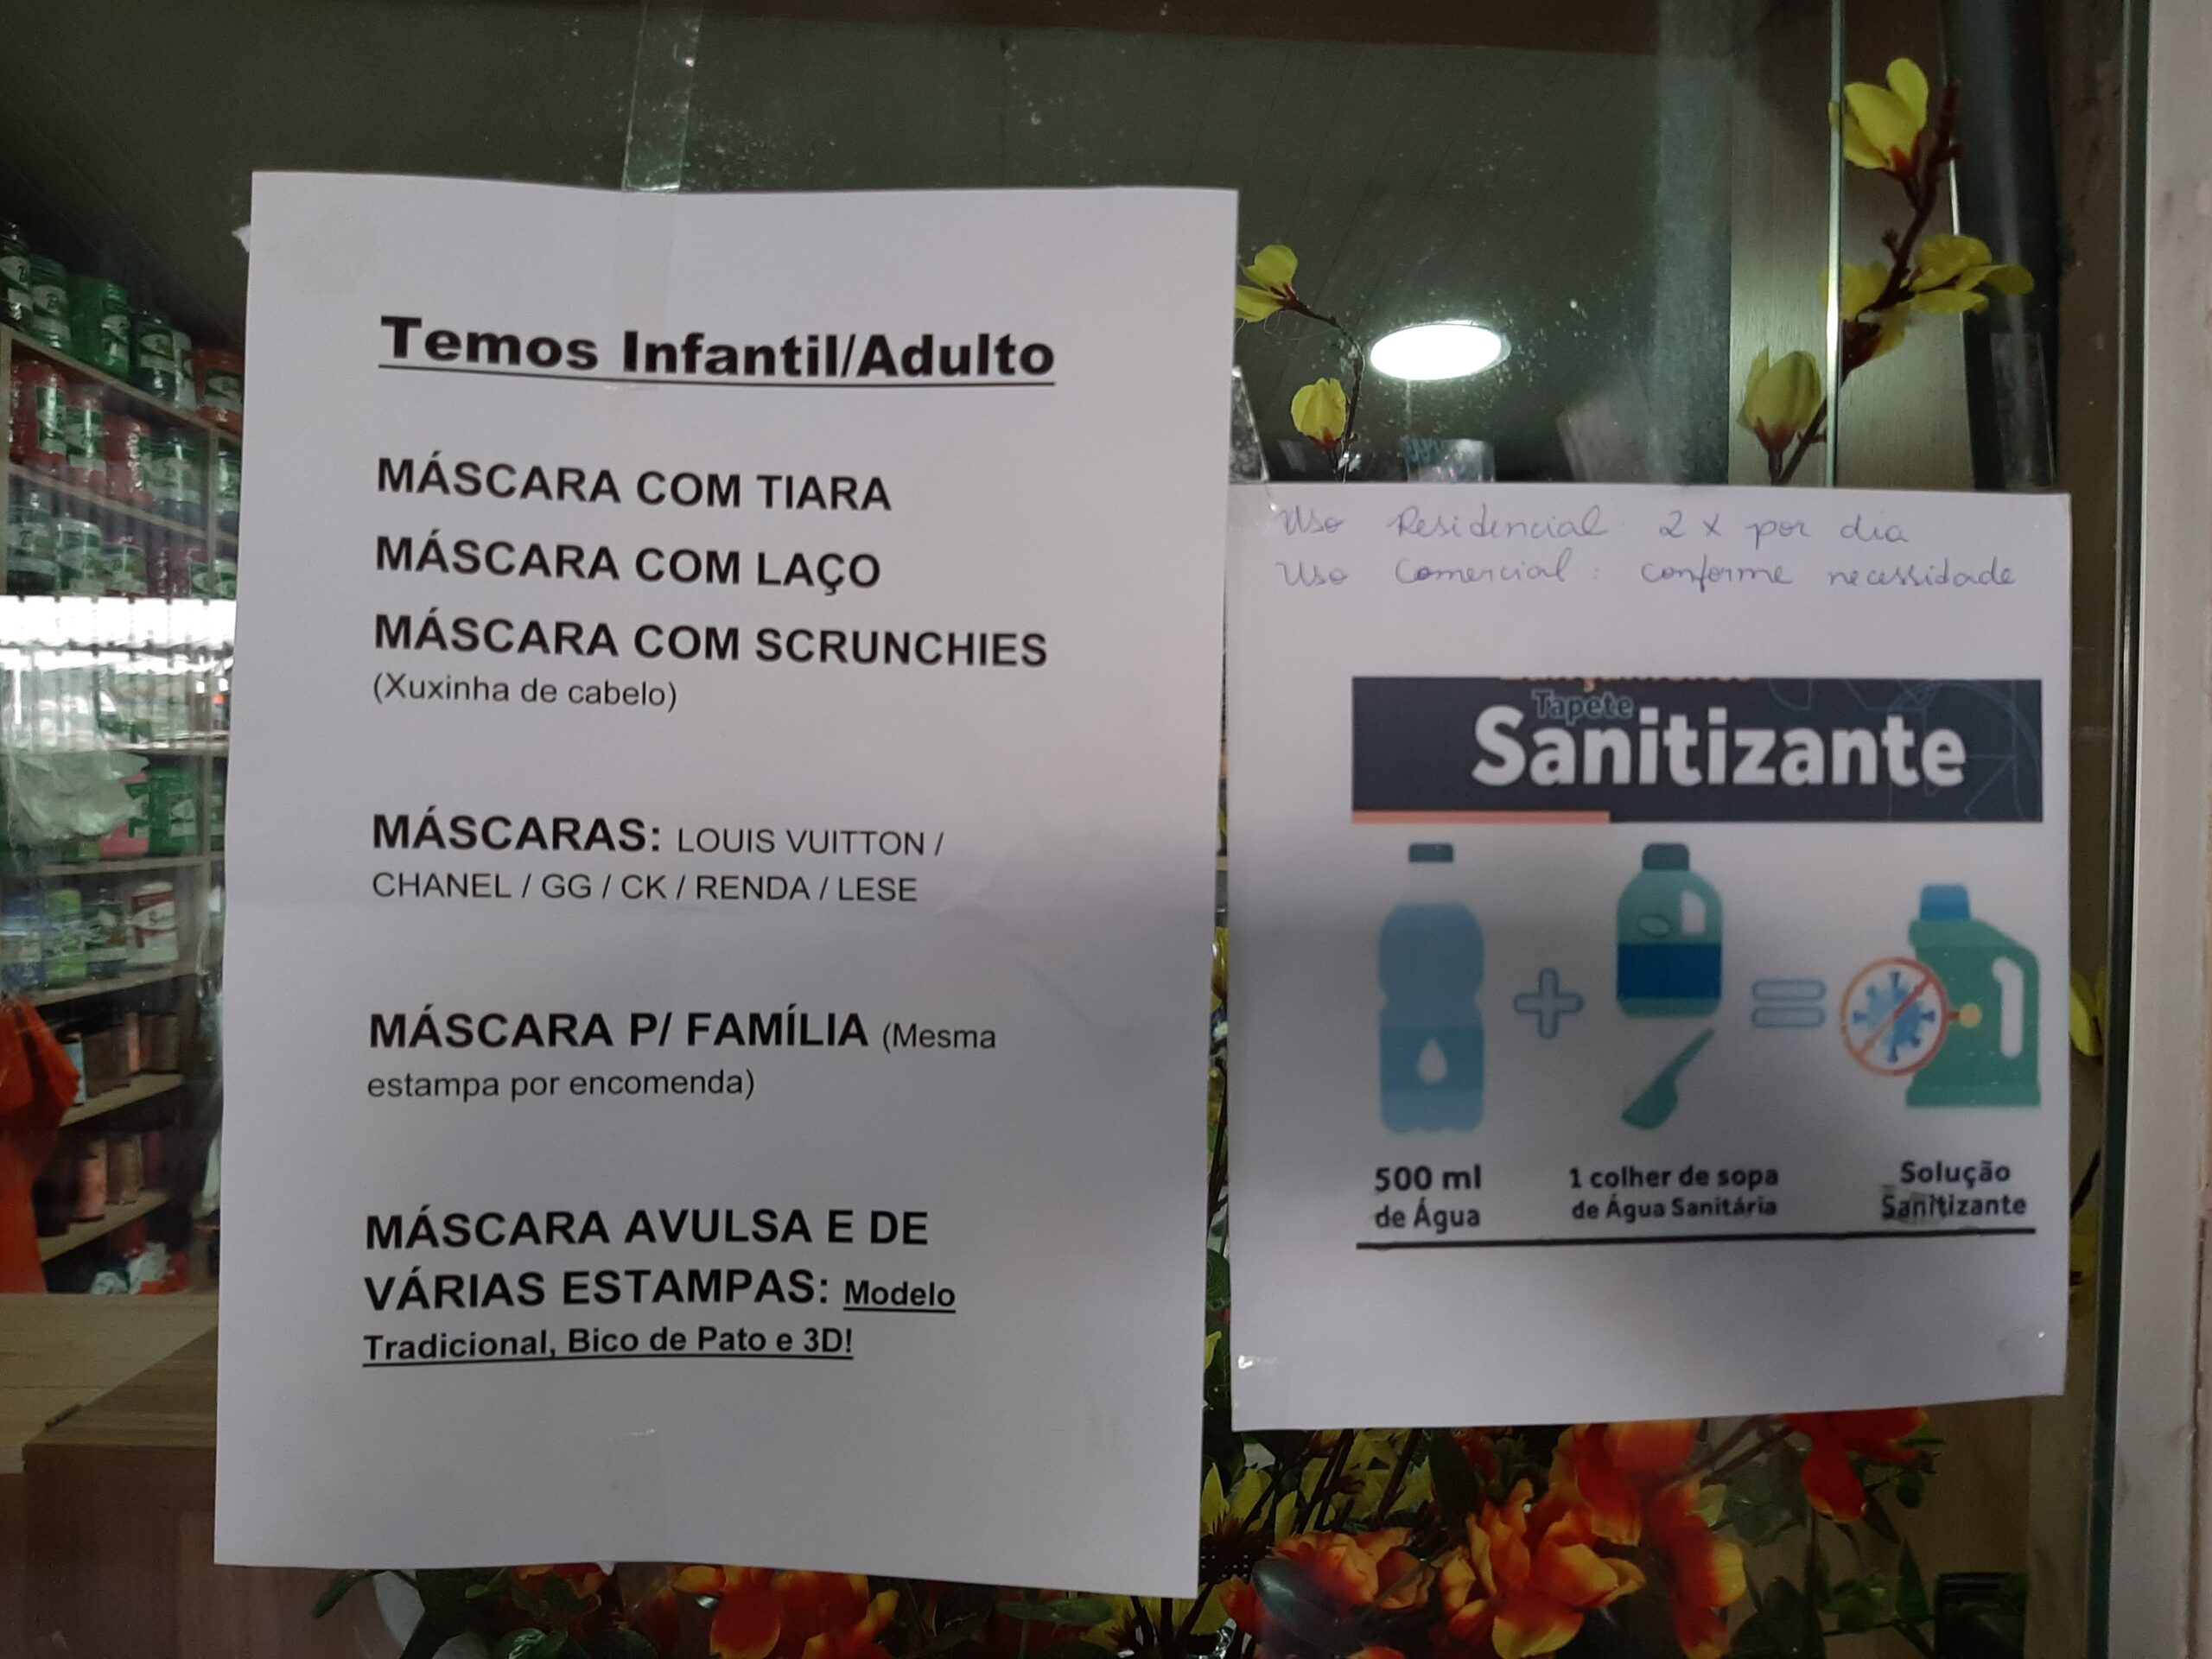 Temos Infantil/Adulto
MÁSCARA COM TIARA
MÁSCARA COM LAÇO
MÁSCARA COM SCRUNCHIES
(Xuxinha de cabelo)
MÁSCARAS: LOUIS VUITTON /
CHANEL / GG / CK / RENDA / LESE
MÁSCARA P/ FAMÍLIA (Mesma
estampa por encomenda)
MÁSCARA AVULSA E DE
VÁRIAS ESTAMPAS: Modelo
Tradicional, Bico de Pato e 3D!
Uso Residencial 2 x por dia
Uso Comercial: conforme necessidade
Tapete
Sanitizante
500 ml
de Água
1 colher de sopa
de Água Sanitária
Solução
Sanitizante